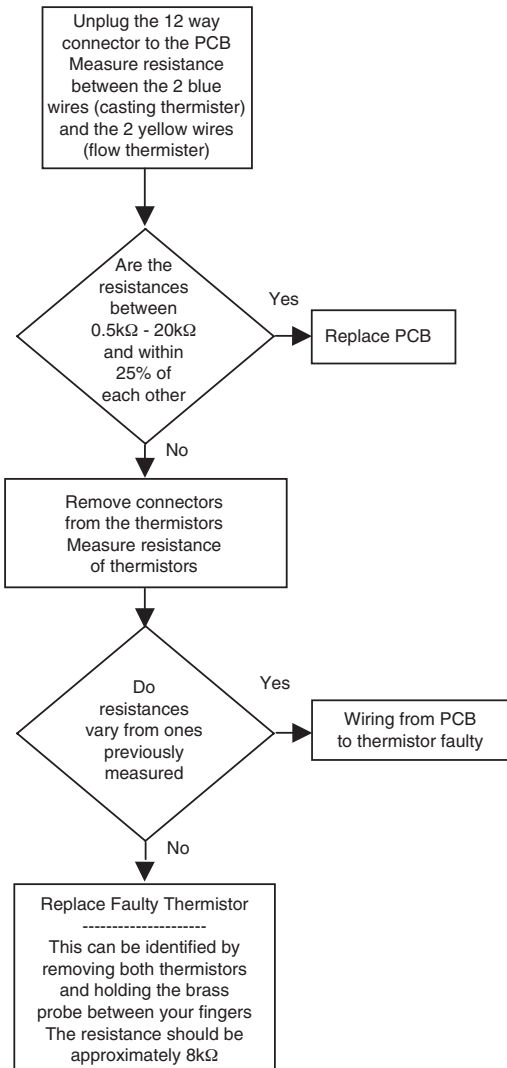 Unplug the 12 way
connector to the PCB
Measure resistance
between the 2 blue
wires (casting thermister)
and the 2 yellow wires
(flow thermister)
Are the
resistances
between
0.5kΩ - 20kΩ
and within
25% of
each other
Yes
Replace PCB
No
Remove connectors
from the thermistors
Measure resistance
of thermistors
Do
resistances
vary from ones
previously
measured
Yes
Wiring from PCB
to thermistor faulty
No
Replace Faulty Thermistor
---------------------
This can be identified by
removing both thermistors
and holding the brass
probe between your fingers
The resistance should be
approximately 8kΩ